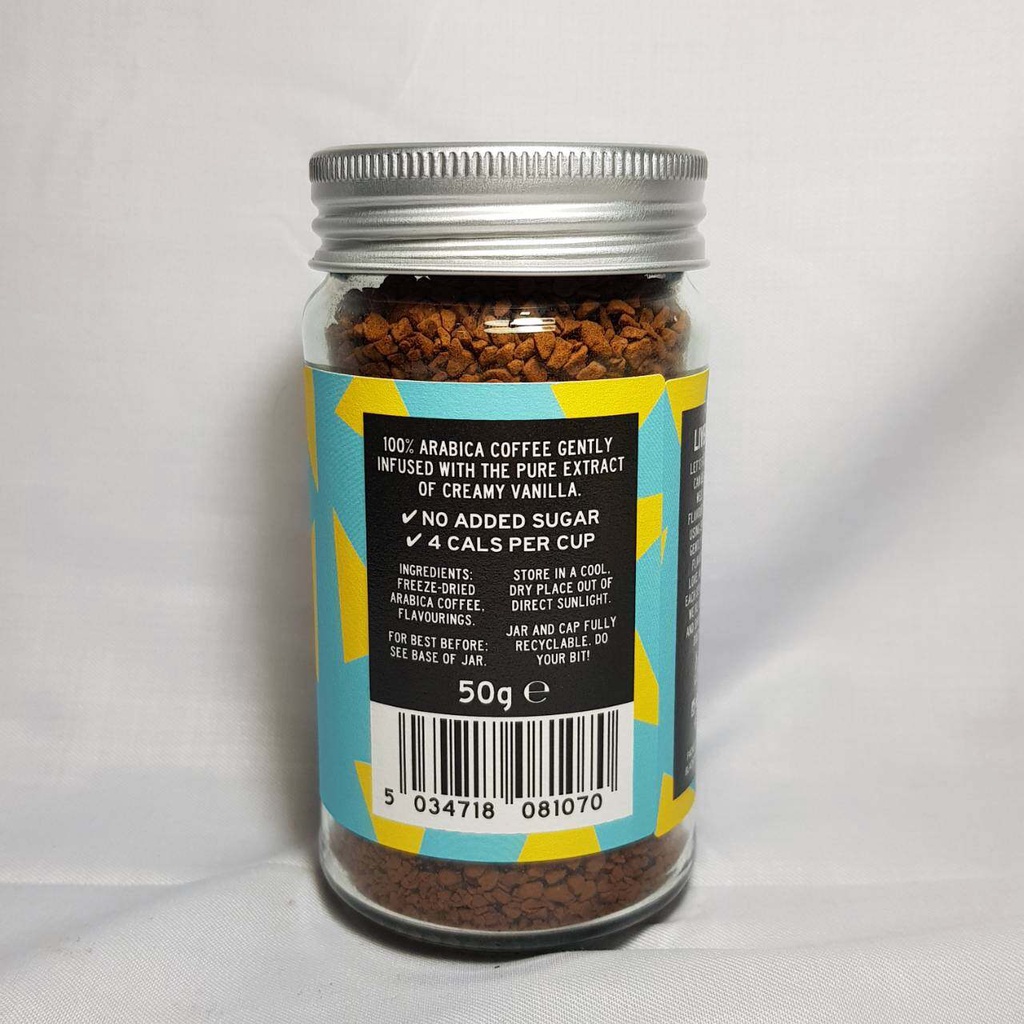 100% ARABICA COFFEE GENTLY
INFUSED WITH THE PURE EXTRACT
OF CREAMY VANILLA.
✔ NO ADDED SUGAR
✔ 4 CALS PER CUP
INGREDIENTS:
FREEZE-DRIED
ARABICA COFFEE,
FLAVOURINGS.
FOR BEST BEFORE:
SEE BASE OF JAR.
STORE IN A COOL,
DRY PLACE OUT OF
DIRECT SUNLIGHT.
JAR AND CAP FULLY
RECYCLABLE. DO
YOUR BIT!
50g ℮
5 034718 081070